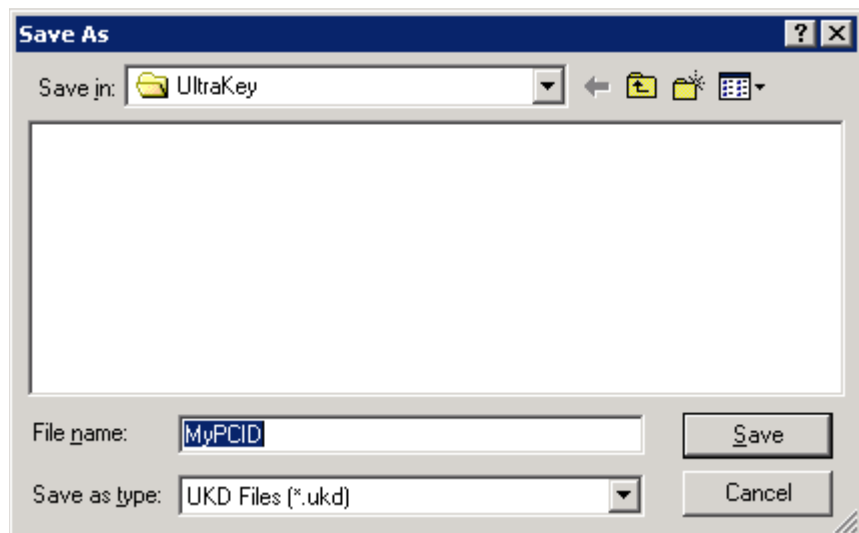 Save As
Save in: UltraKey
File name: MyPCID Save
Save as type: UKD Files (*.ukd) Cancel